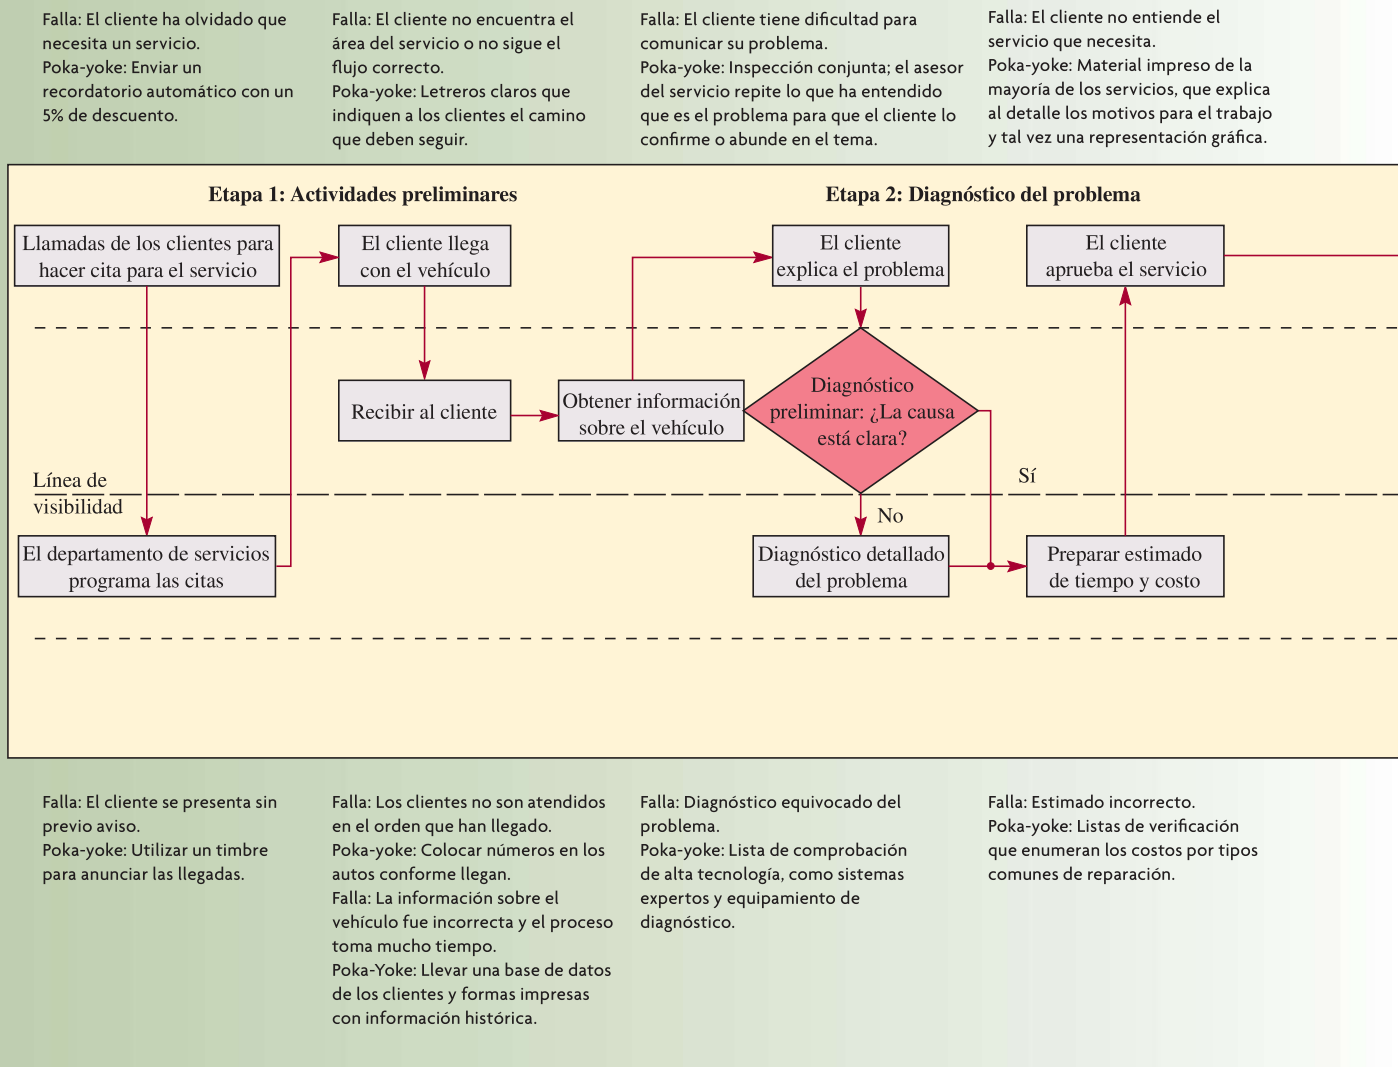 Falla: El cliente ha olvidado que
necesita un servicio.
Poka-yoke: Enviar un
recordatorio automático con un
5% de descuento.
Falla: El cliente no encuentra el
área del servicio o no sigue el
flujo correcto.
Poka-yoke: Letreros claros que
indiquen a los clientes el camino
que deben seguir.
Falla: El cliente tiene dificultad para
comunicar su problema.
Poka-yoke: Inspección conjunta; el asesor
del servicio repite lo que ha entendido
que es el problema para que el cliente lo
confirme o abunde en el tema.
Falla: El cliente no entiende el
servicio que necesita.
Poka-yoke: Material impreso de la
mayoría de los servicios, que explica
al detalle los motivos para el trabajo
y tal vez una representación gráfica.
Etapa 1: Actividades preliminares
Etapa 2: Diagnóstico del problema
Llamadas de los clientes para
hacer cita para el servicio
El cliente llega
con el vehículo
El cliente
explica el problema
El cliente
aprueba el servicio
Recibir al cliente
Obtener información
sobre el vehículo
Diagnóstico
preliminar: ¿La causa
está clara?
Línea de
visibilidad
Sí
No
El departamento de servicios
programa las citas
Diagnóstico detallado
del problema
Preparar estimado
de tiempo y costo
Falla: El cliente se presenta sin
previo aviso.
Poka-yoke: Utilizar un timbre
para anunciar las llegadas.
Falla: Los clientes no son atendidos
en el orden que han llegado.
Poka-yoke: Colocar números en los
autos conforme llegan.
Falla: La información sobre el
vehículo fue incorrecta y el proceso
toma mucho tiempo.
Poka-Yoke: Llevar una base de datos
de los clientes y formas impresas
con información histórica.
Falla: Diagnóstico equivocado del
problema.
Poka-yoke: Lista de comprobación
de alta tecnología, como sistemas
expertos y equipamiento de
diagnóstico.
Falla: Estimado incorrecto.
Poka-yoke: Listas de verificación
que enumeran los costos por tipos
comunes de reparación.